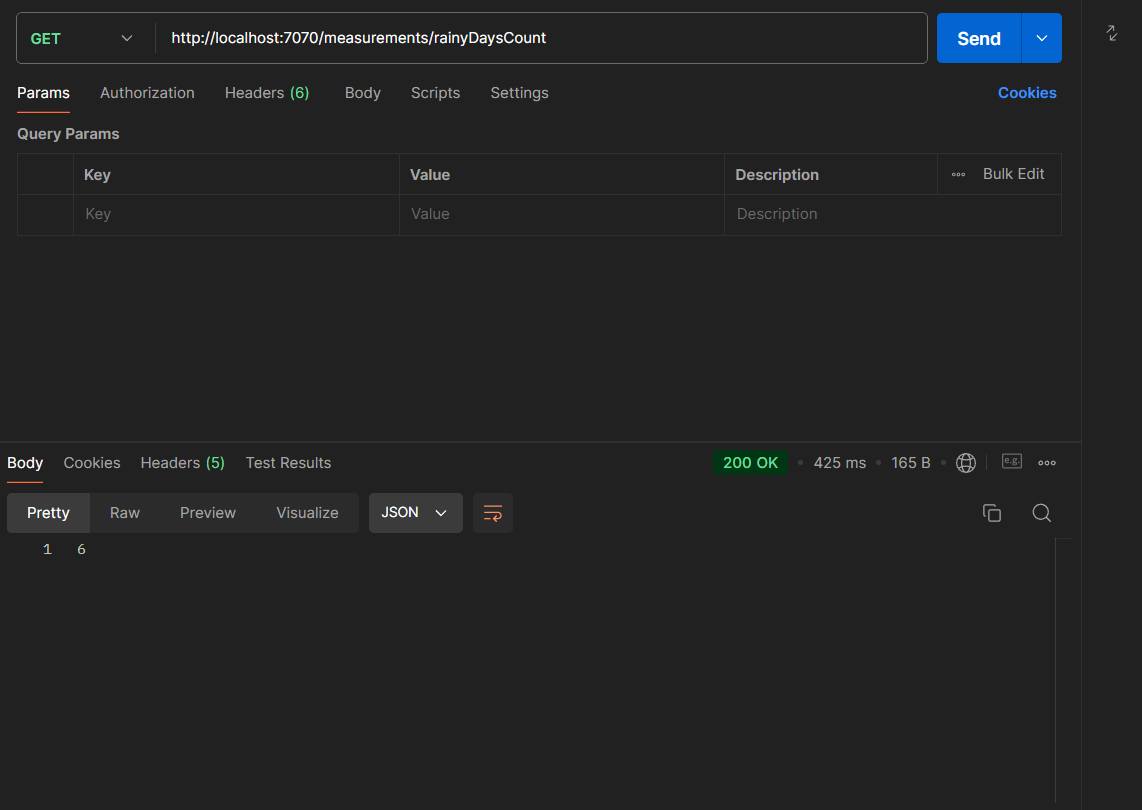 GET http://localhost:7070/measurements/rainyDaysCount Send
Params Authorization Headers (6) Body Scripts Settings Cookies
Query Params
Key Value Description Bulk Edit
Key Value Description
Body Cookies Headers (5) Test Results 200 OK 425 ms 165 B e.g.
Pretty Raw Preview Visualize JSON
1 6